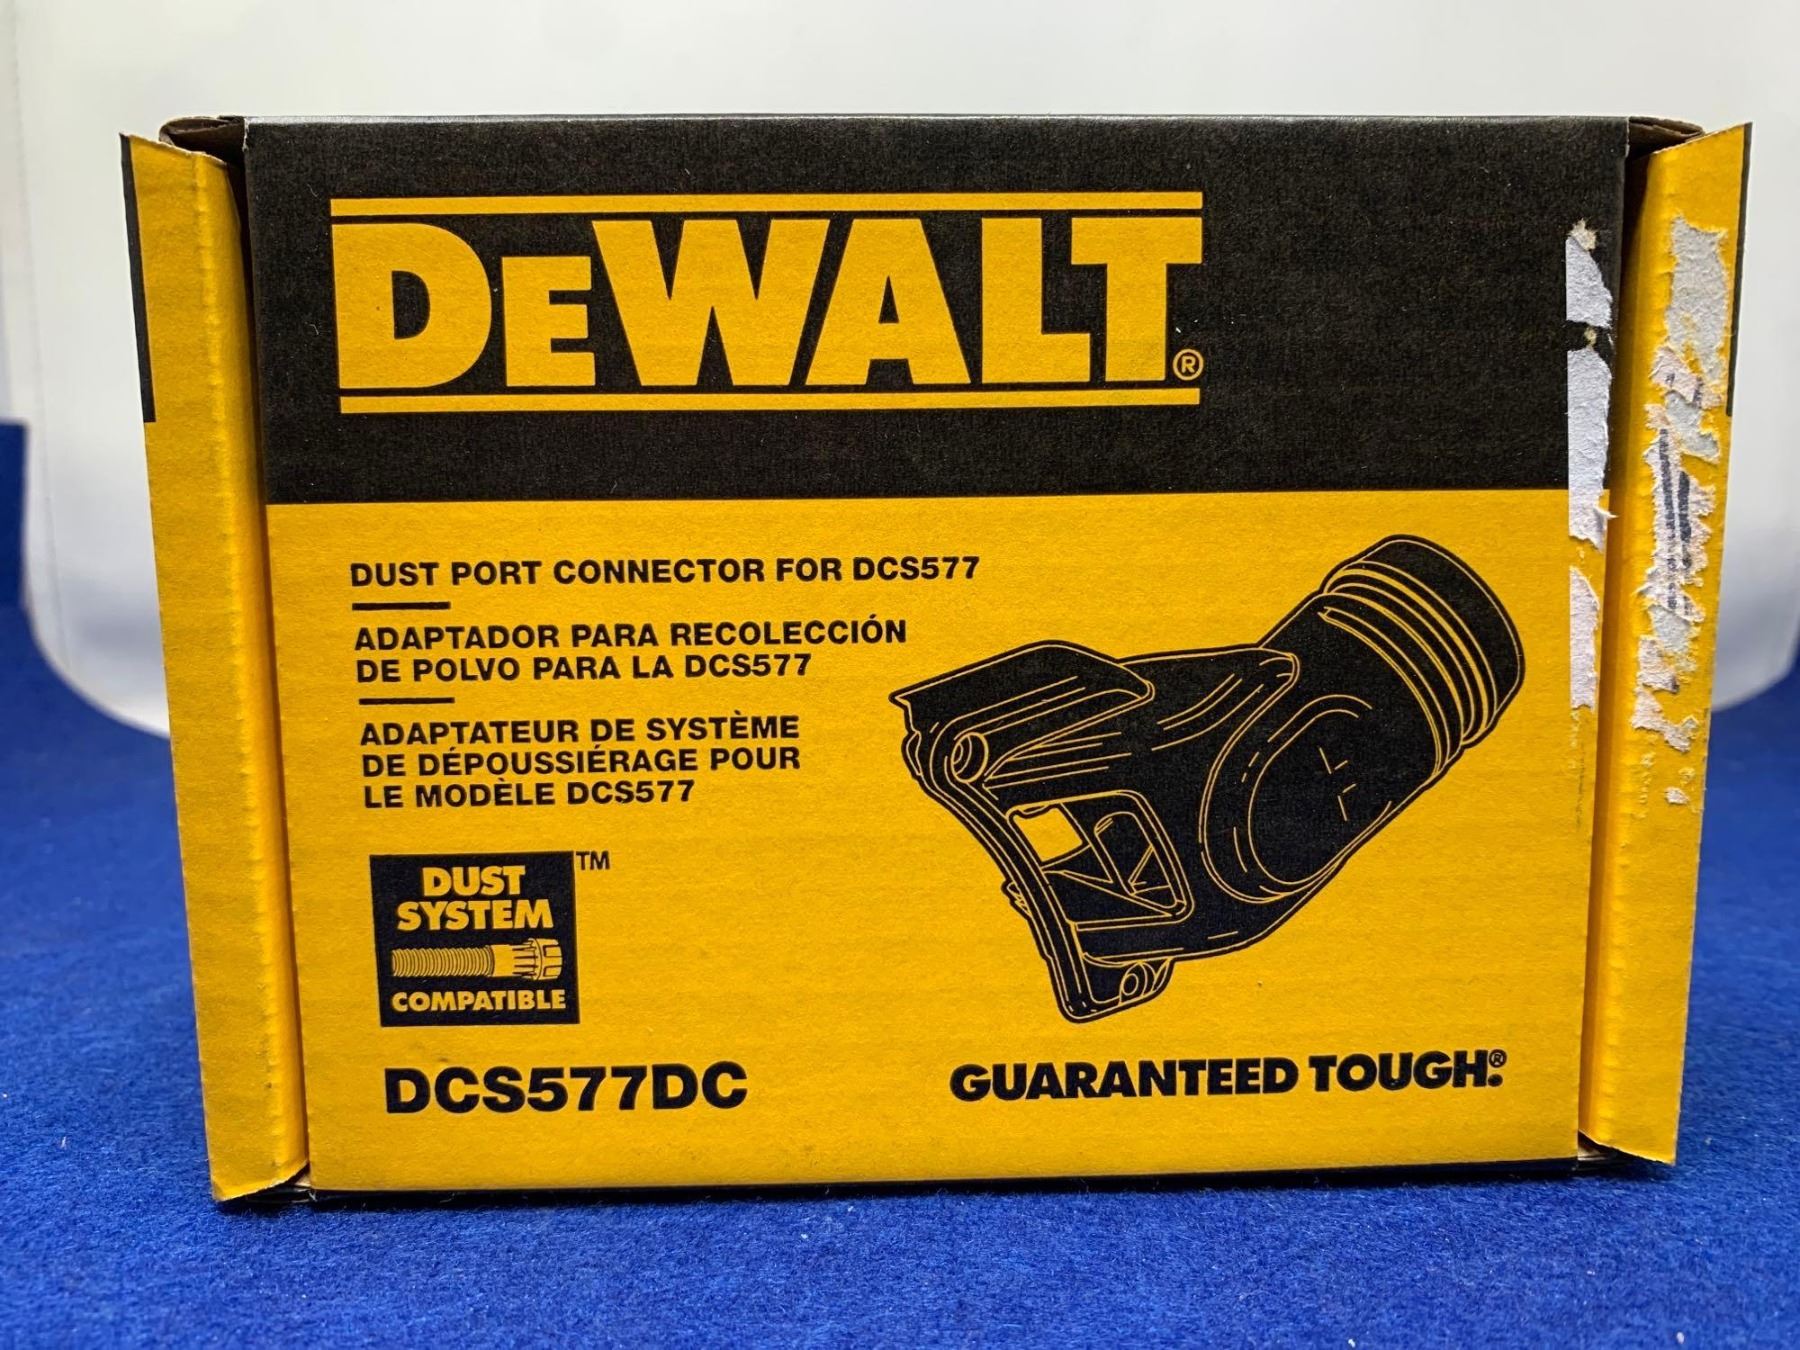 DEWALT®
DUST PORT CONNECTOR FOR DCS577
ADAPTADOR PARA RECOLECCIÓN
DE POLVO PARA LA DCS577
ADAPTATEUR DE SYSTÈME
DE DÉPOUSSIÉRAGE POUR
LE MODÈLE DCS577
DUST
SYSTEM
COMPATIBLE
™
DCS577DC
GUARANTEED TOUGH.®